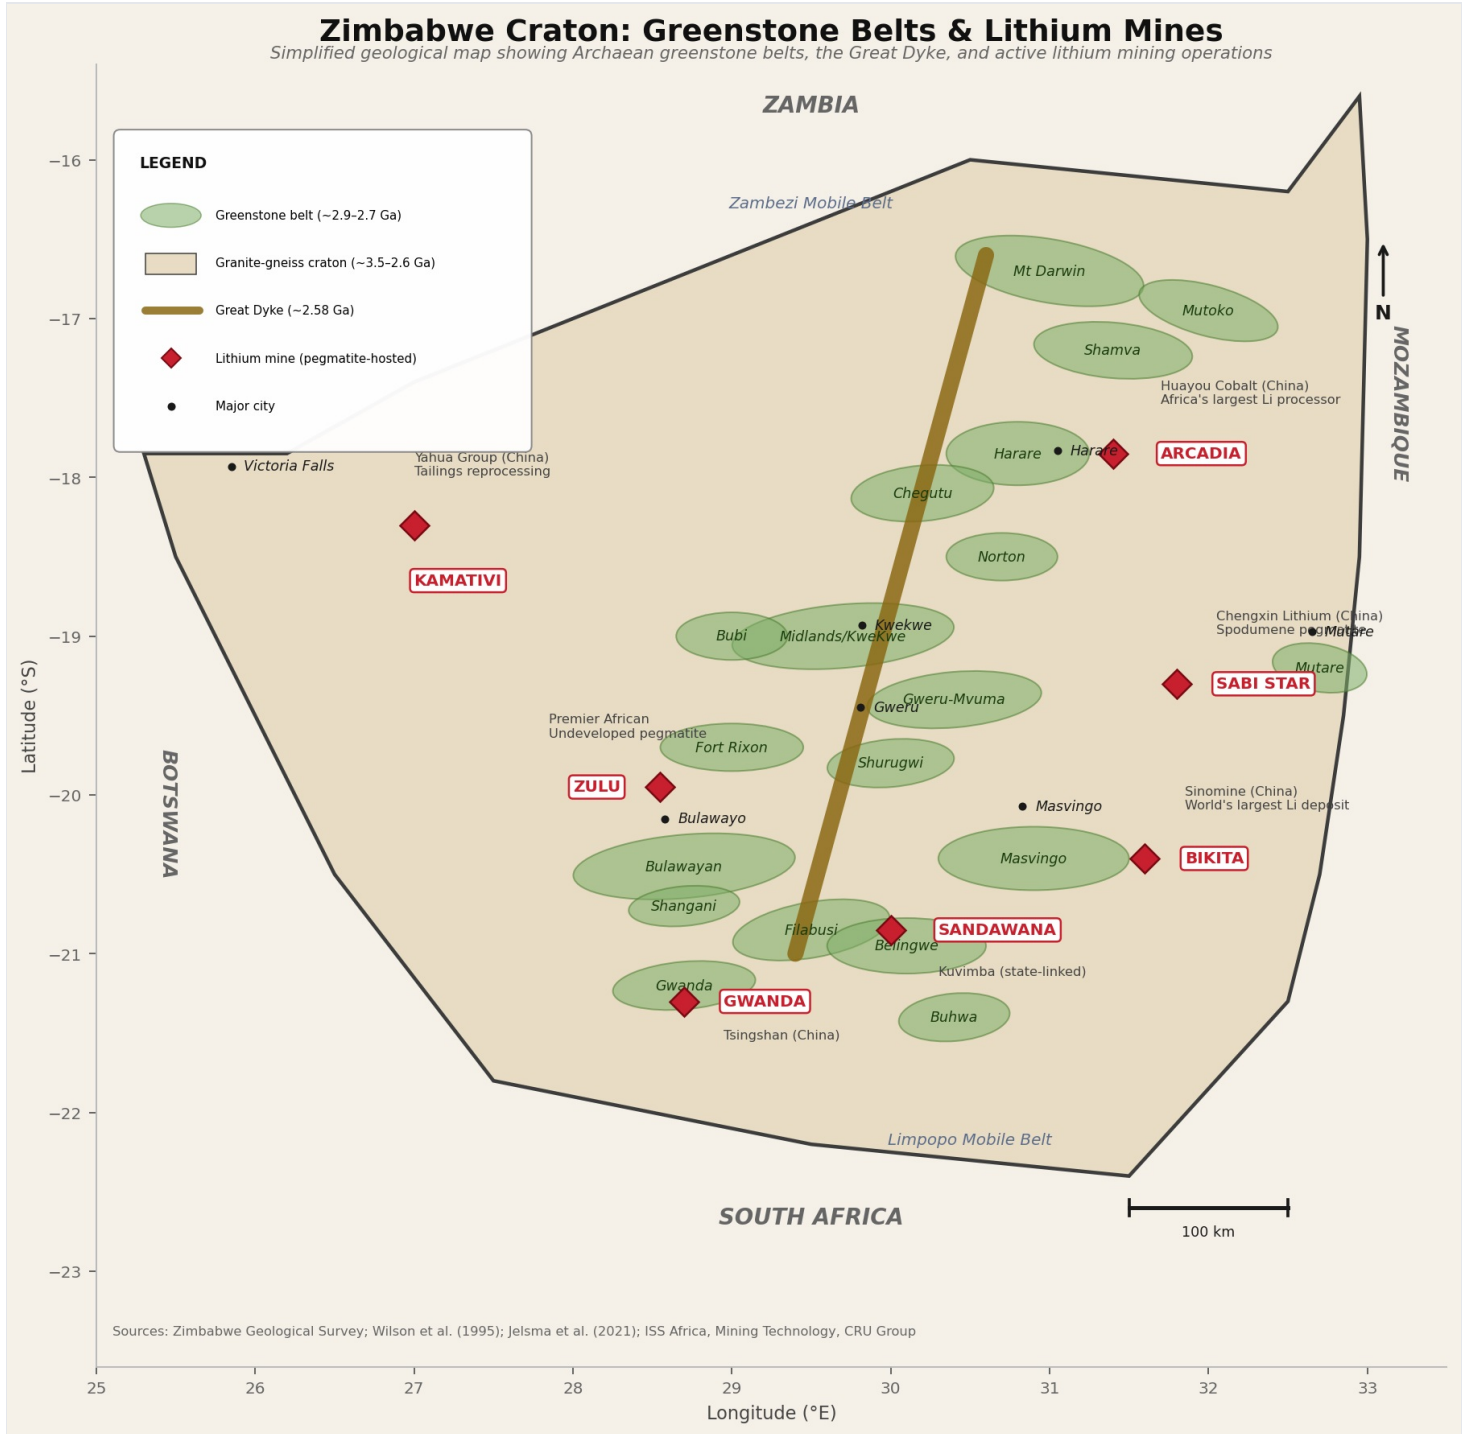 Zimbabwe Craton: Greenstone Belts & Lithium Mines
Simplified geological map showing Archaean greenstone belts, the Great Dyke, and active lithium mining operations
ZAMBIA
Zambezi Mobile Belt
LEGEND
Greenstone belt (~2.9–2.7 Ga)
Granite-gneiss craton (~3.5–2.6 Ga)
Great Dyke (~2.58 Ga)
Lithium mine (pegmatite-hosted)
Major city
N
MOZAMBIQUE
BOTSWANA
Mt Darwin
Mutoko
Shamva
Huayou Cobalt (China)
Africa's largest Li processor
Harare
Harare
ARCADIA
Victoria Falls
Yahua Group (China)
Tailings reprocessing
KAMATIVI
Chegutu
Norton
Bubi
Midlands/KweKwe
Kwekwe
Chengxin Lithium (China)
Spodumene pegmatite
Mutare
Mutare
SABI STAR
Gweru-Mvuma
Gweru
Premier African
Undeveloped pegmatite
Fort Rixon
Shurugwi
ZULU
Bulawayo
Masvingo
Sinomine (China)
World's largest Li deposit
Bulawayan
Masvingo
BIKITA
Shangani
Filabusi
Belingwe
SANDAWANA
Kuvimba (state-linked)
Gwanda
GWANDA
Tsingshan (China)
Buhwa
Limpopo Mobile Belt
SOUTH AFRICA
100 km
Sources: Zimbabwe Geological Survey; Wilson et al. (1995); Jelsma et al. (2021); ISS Africa, Mining Technology, CRU Group
−16
−17
−18
−19
−20
−21
−22
−23
Latitude (°S)
25 26 27 28 29 30 31 32 33
Longitude (°E)